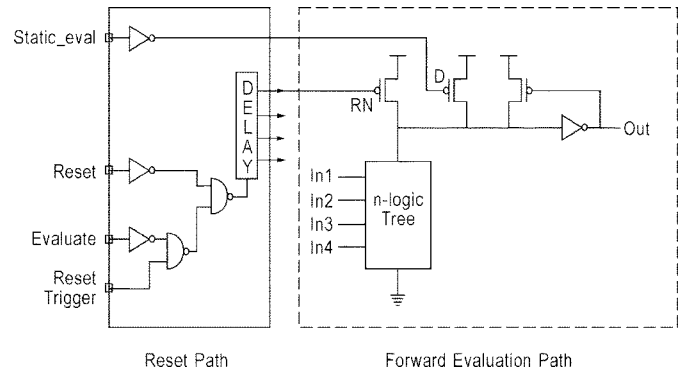 Static_eval
D
E
L
A
Y
RN
D
Out
Reset
In1
In2
In3
In4
n-logic
Tree
Evaluate
Reset
Trigger
Reset Path
Forward Evaluation Path